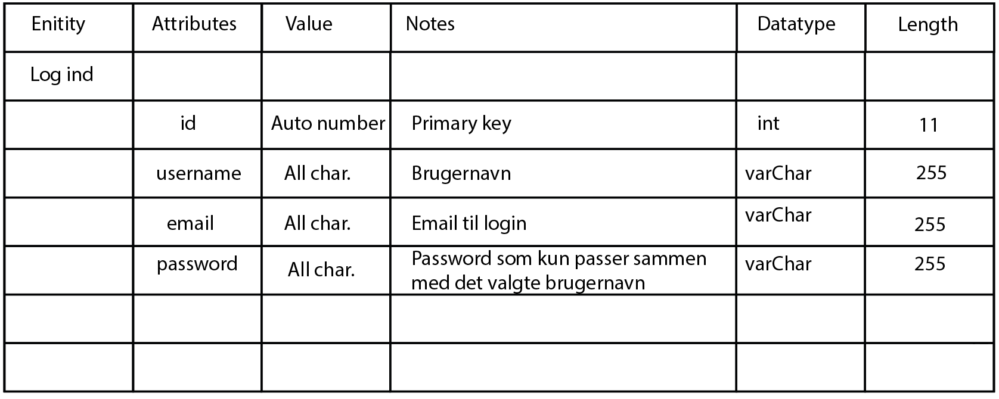 Enitity Attributes Value Notes Datatype Length
Log ind
id Auto number Primary key int 11
username All char. Brugernavn varChar 255
email All char. Email til login varChar 255
password All char. Password som kun passer sammen varChar 255
med det valgte brugernavn